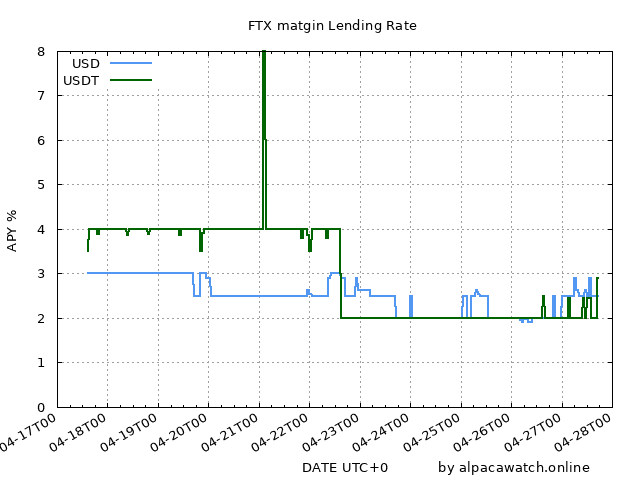 FTX matgin Lending Rate
USD
USDT
APY %
8
7
6
5
4
3
2
1
0
04-17T00
04-18T00
04-19T00
04-20T00
04-21T00
04-22T00
04-23T00
04-24T00
04-25T00
04-26T00
04-27T00
04-28T00
DATE UTC+0
by alpacawatch.online